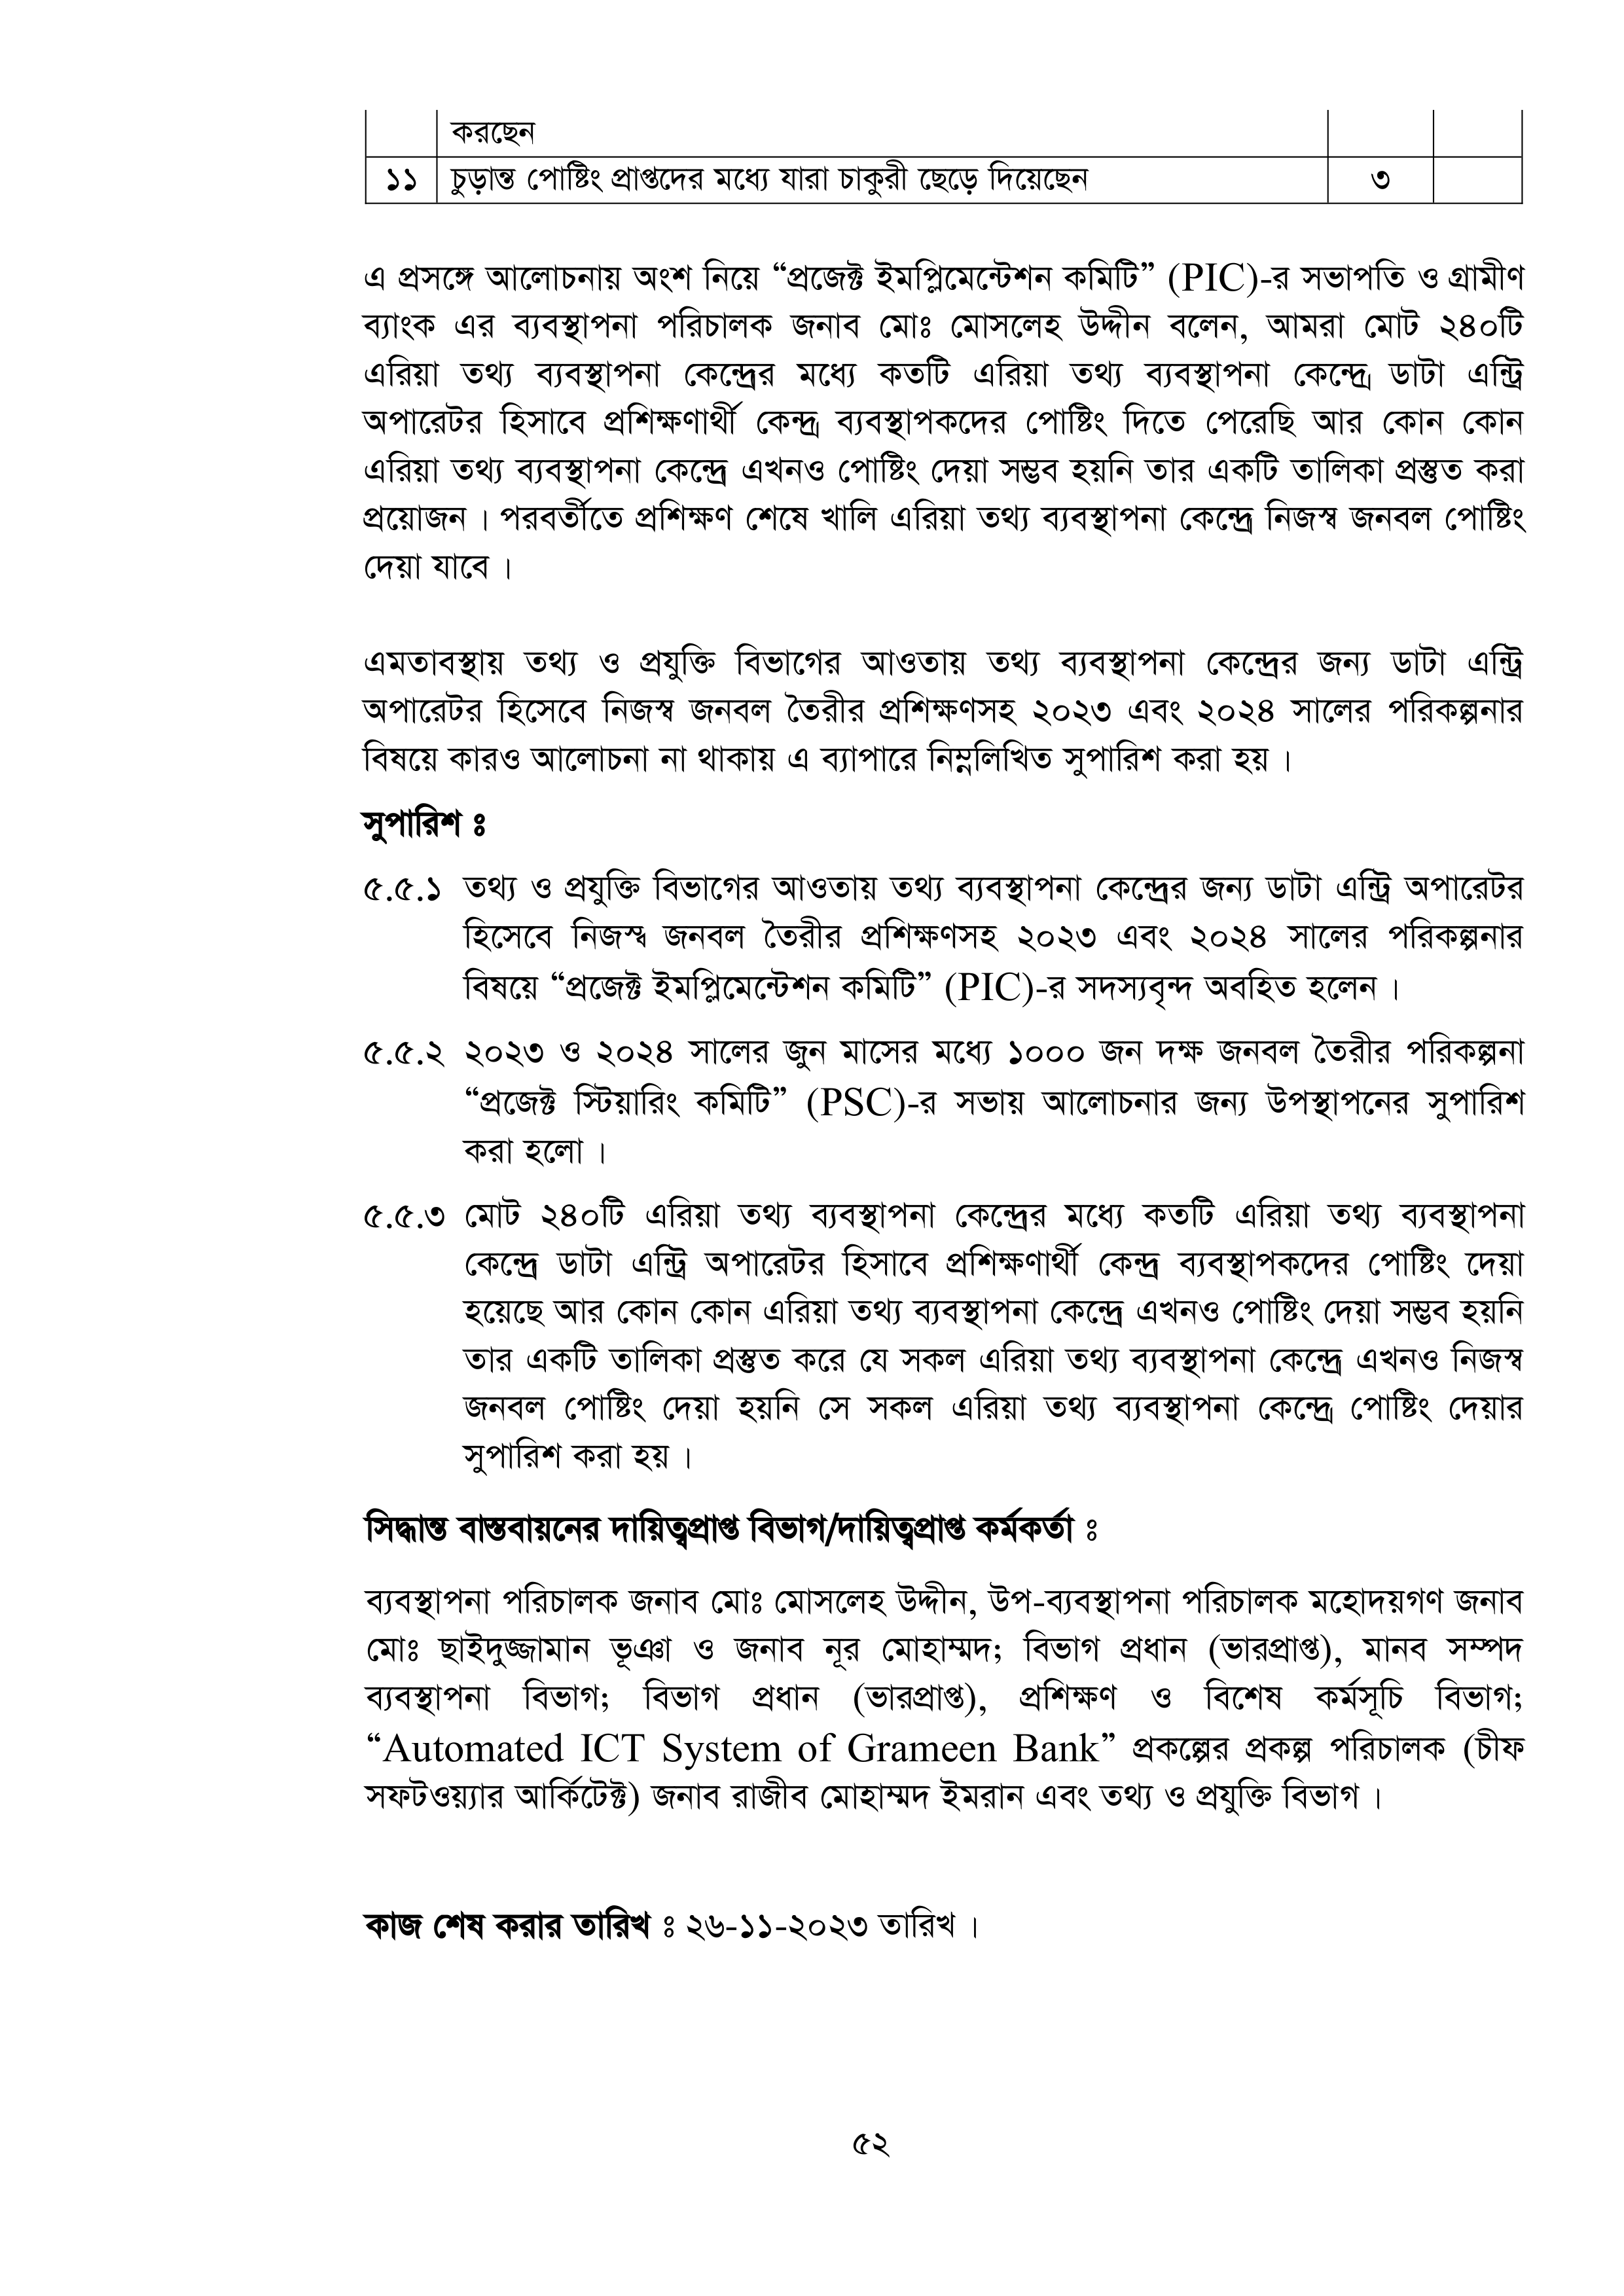 করছেন
১১ চুড়ান্ত পোষ্টিং প্রাপ্তদের মধ্যে যারা চাকুরী ছেড়ে দিয়েছেন ৩
এ প্রসঙ্গে আলোচনায় অংশ নিয়ে “প্রজেক্ট ইমপ্লিমেন্টেশন কমিটি” (PIC)-র সভাপতি ও গ্রামীণ
ব্যাংক এর ব্যবস্থাপনা পরিচালক জনাব মোঃ মোসলেহ উদ্দীন বলেন, আমরা মোট ২৪০টি
এরিয়া তথ্য ব্যবস্থাপনা কেন্দ্রের মধ্যে কতটি এরিয়া তথ্য ব্যবস্থাপনা কেন্দ্রে ডাটা এন্ট্রি
অপারেটর হিসাবে প্রশিক্ষণার্থী কেন্দ্র ব্যবস্থাপকদের পোষ্টিং দিতে পেরেছি আর কোন কোন
এরিয়া তথ্য ব্যবস্থাপনা কেন্দ্রে এখনও পোষ্টিং দেয়া সম্ভব হয়নি তার একটি তালিকা প্রস্তুত করা
প্রয়োজন। পরবর্তীতে প্রশিক্ষণ শেষে খালি এরিয়া তথ্য ব্যবস্থাপনা কেন্দ্রে নিজস্ব জনবল পোষ্টিং
দেয়া যাবে।
এমতাবস্থায় তথ্য ও প্রযুক্তি বিভাগের আওতায় তথ্য ব্যবস্থাপনা কেন্দ্রের জন্য ডাটা এন্ট্রি
অপারেটর হিসেবে নিজস্ব জনবল তৈরীর প্রশিক্ষণসহ ২০২৩ এবং ২০২৪ সালের পরিকল্পনার
বিষয়ে কারও আলোচনা না থাকায় এ ব্যাপারে নিম্নলিখিত সুপারিশ করা হয়।
সুপারিশ ঃ
৫.৫.১ তথ্য ও প্রযুক্তি বিভাগের আওতায় তথ্য ব্যবস্থাপনা কেন্দ্রের জন্য ডাটা এন্ট্রি অপারেটর
হিসেবে নিজস্ব জনবল তৈরীর প্রশিক্ষণসহ ২০২৩ এবং ২০২৪ সালের পরিকল্পনার
বিষয়ে “প্রজেক্ট ইমপ্লিমেন্টেশন কমিটি” (PIC)-র সদস্যবৃন্দ অবহিত হলেন।
৫.৫.২ ২০২৩ ও ২০২৪ সালের জুন মাসের মধ্যে ১০০০ জন দক্ষ জনবল তৈরীর পরিকল্পনা
“প্রজেক্ট স্টিয়ারিং কমিটি” (PSC)-র সভায় আলোচনার জন্য উপস্থাপনের সুপারিশ
করা হলো।
৫.৫.৩ মোট ২৪০টি এরিয়া তথ্য ব্যবস্থাপনা কেন্দ্রের মধ্যে কতটি এরিয়া তথ্য ব্যবস্থাপনা
কেন্দ্রে ডাটা এন্ট্রি অপারেটর হিসাবে প্রশিক্ষণার্থী কেন্দ্র ব্যবস্থাপকদের পোষ্টিং দেয়া
হয়েছে আর কোন কোন এরিয়া তথ্য ব্যবস্থাপনা কেন্দ্রে এখনও পোষ্টিং দেয়া সম্ভব হয়নি
তার একটি তালিকা প্রস্তুত করে যে সকল এরিয়া তথ্য ব্যবস্থাপনা কেন্দ্রে এখনও নিজস্ব
জনবল পোষ্টিং দেয়া হয়নি সে সকল এরিয়া তথ্য ব্যবস্থাপনা কেন্দ্রে পোষ্টিং দেয়ার
সুপারিশ করা হয়।
সিদ্ধান্ত বাস্তবায়নের দায়িত্বপ্রাপ্ত বিভাগ/দায়িত্বপ্রাপ্ত কর্মকর্তা ঃ
ব্যবস্থাপনা পরিচালক জনাব মোঃ মোসলেহ উদ্দীন, উপ-ব্যবস্থাপনা পরিচালক মহোদয়গণ জনাব
মোঃ ছাইদুজ্জামান ভূঞা ও জনাব নূর মোহাম্মদ; বিভাগ প্রধান (ভারপ্রাপ্ত), মানব সম্পদ
ব্যবস্থাপনা বিভাগ; বিভাগ প্রধান (ভারপ্রাপ্ত), প্রশিক্ষণ ও বিশেষ কর্মসূচি বিভাগ;
“Automated ICT System of Grameen Bank” প্রকল্পের প্রকল্প পরিচালক (চীফ
সফটওয়্যার আর্কিটেক্ট) জনাব রাজীব মোহাম্মদ ইমরান এবং তথ্য ও প্রযুক্তি বিভাগ।
কাজ শেষ করার তারিখ ঃ ২৬-১১-২০২৩ তারিখ।
৫২